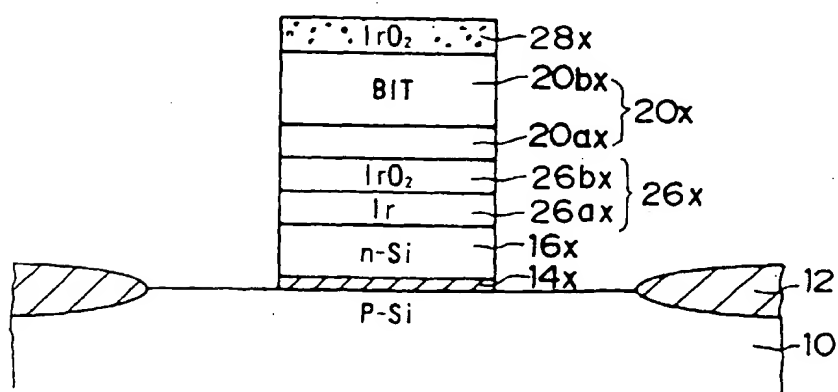 IrO₂ 28x
BIT 20bx
20x
20ax
IrO₂ 26bx
26x
Ir 26ax
n-Si 16x
14x
12
P-Si
10